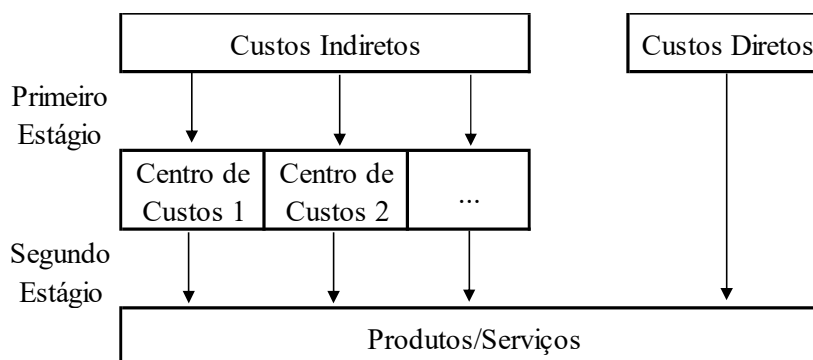 Custos Indiretos
Custos Diretos
Primeiro
Estágio
Centro de
Custos 1
Centro de
Custos 2
...
Segundo
Estágio
Produtos/Serviços